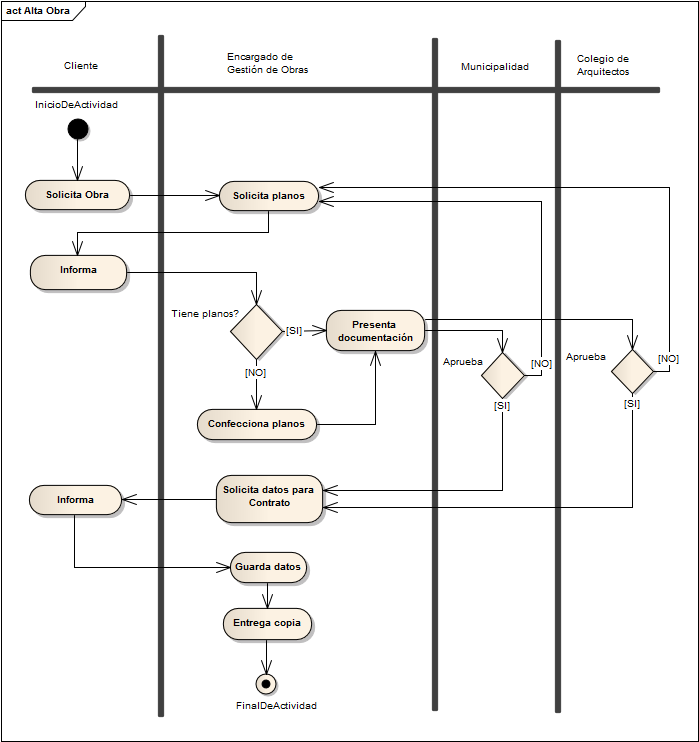 act Alta Obra
Cliente
Encargado de
Gestión de Obras
Municipalidad
Colegio de
Arquitectos
InicioDeActividad
Solicita Obra
Solicita planos
Informa
Tiene planos?
[SI]
Presenta
documentación
Aprueba
[NO]
Aprueba
[NO]
[NO]
[SI]
[SI]
Confecciona planos
Informa
Solicita datos para
Contrato
Guarda datos
Entrega copia
FinalDeActividad